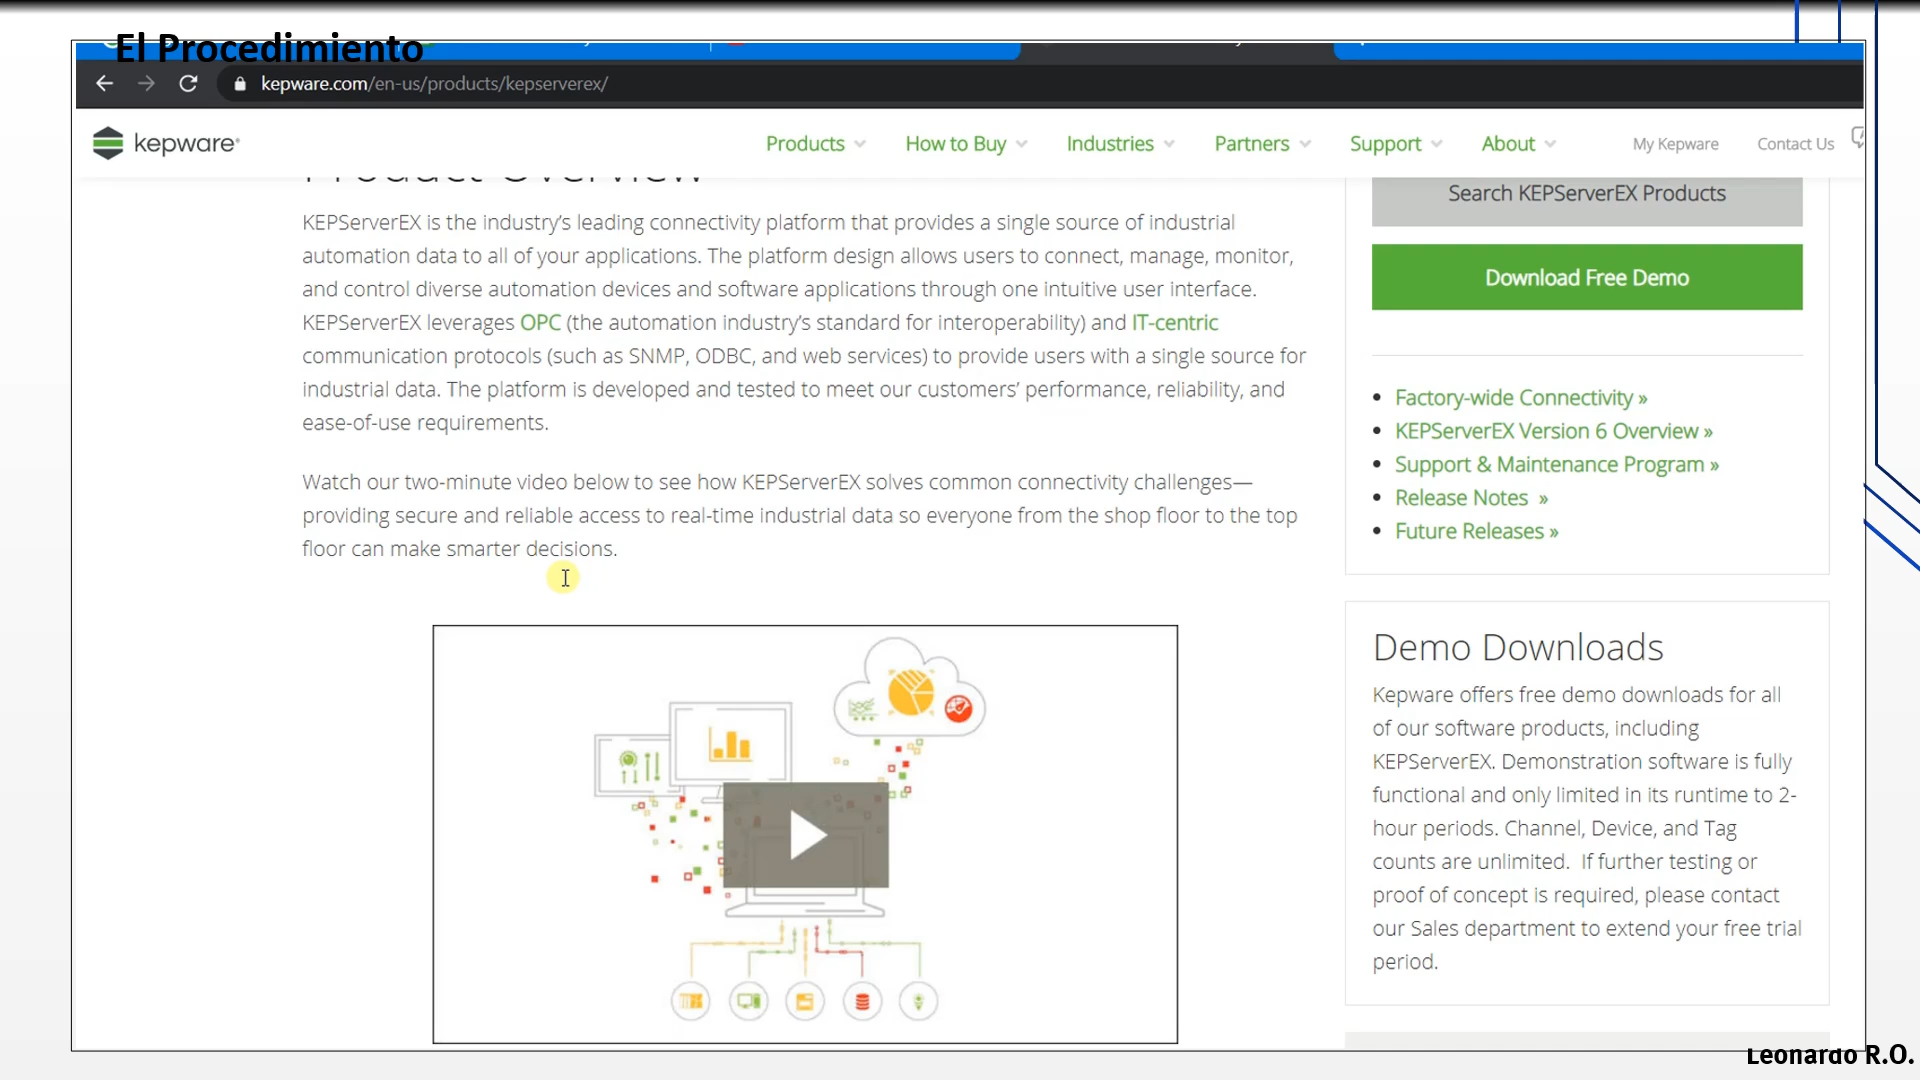 El Procedimiento
kepware.com/en-us/products/kepserverex/
kepware®
Products
How to Buy
Industries
Partners
Support
About
My Kepware
Contact Us
Product Overview
KEPServerEX is the industry’s leading connectivity platform that provides a single source of industrial
automation data to all of your applications. The platform design allows users to connect, manage, monitor,
and control diverse automation devices and software applications through one intuitive user interface.
KEPServerEX leverages OPC (the automation industry’s standard for interoperability) and IT-centric
communication protocols (such as SNMP, ODBC, and web services) to provide users with a single source for
industrial data. The platform is developed and tested to meet our customers’ performance, reliability, and
ease-of-use requirements.
Watch our two-minute video below to see how KEPServerEX solves common connectivity challenges—
providing secure and reliable access to real-time industrial data so everyone from the shop floor to the top
floor can make smarter decisions.
Search KEPServerEX Products
Download Free Demo
Factory-wide Connectivity »
KEPServerEX Version 6 Overview »
Support & Maintenance Program »
Release Notes »
Future Releases »
Demo Downloads
Kepware offers free demo downloads for all
of our software products, including
KEPServerEX. Demonstration software is fully
functional and only limited in its runtime to 2-
hour periods. Channel, Device, and Tag
counts are unlimited. If further testing or
proof of concept is required, please contact
our Sales department to extend your free trial
period.
Leonardo R.O.